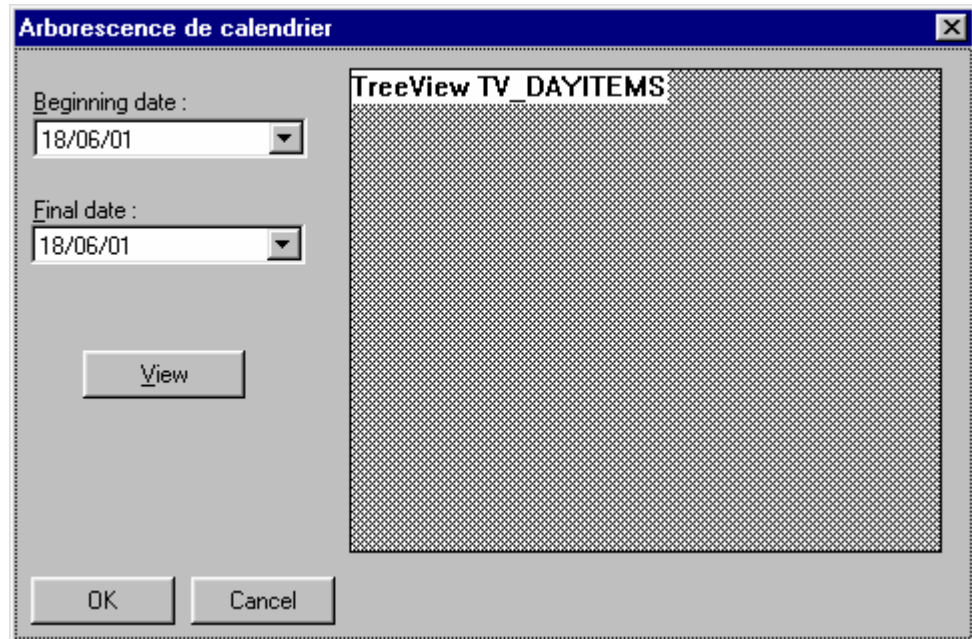 Arborescence de calendrier
Beginning date :
18/06/01
Final date :
18/06/01
View
TreeView TV_DAYITEMS
OK
Cancel